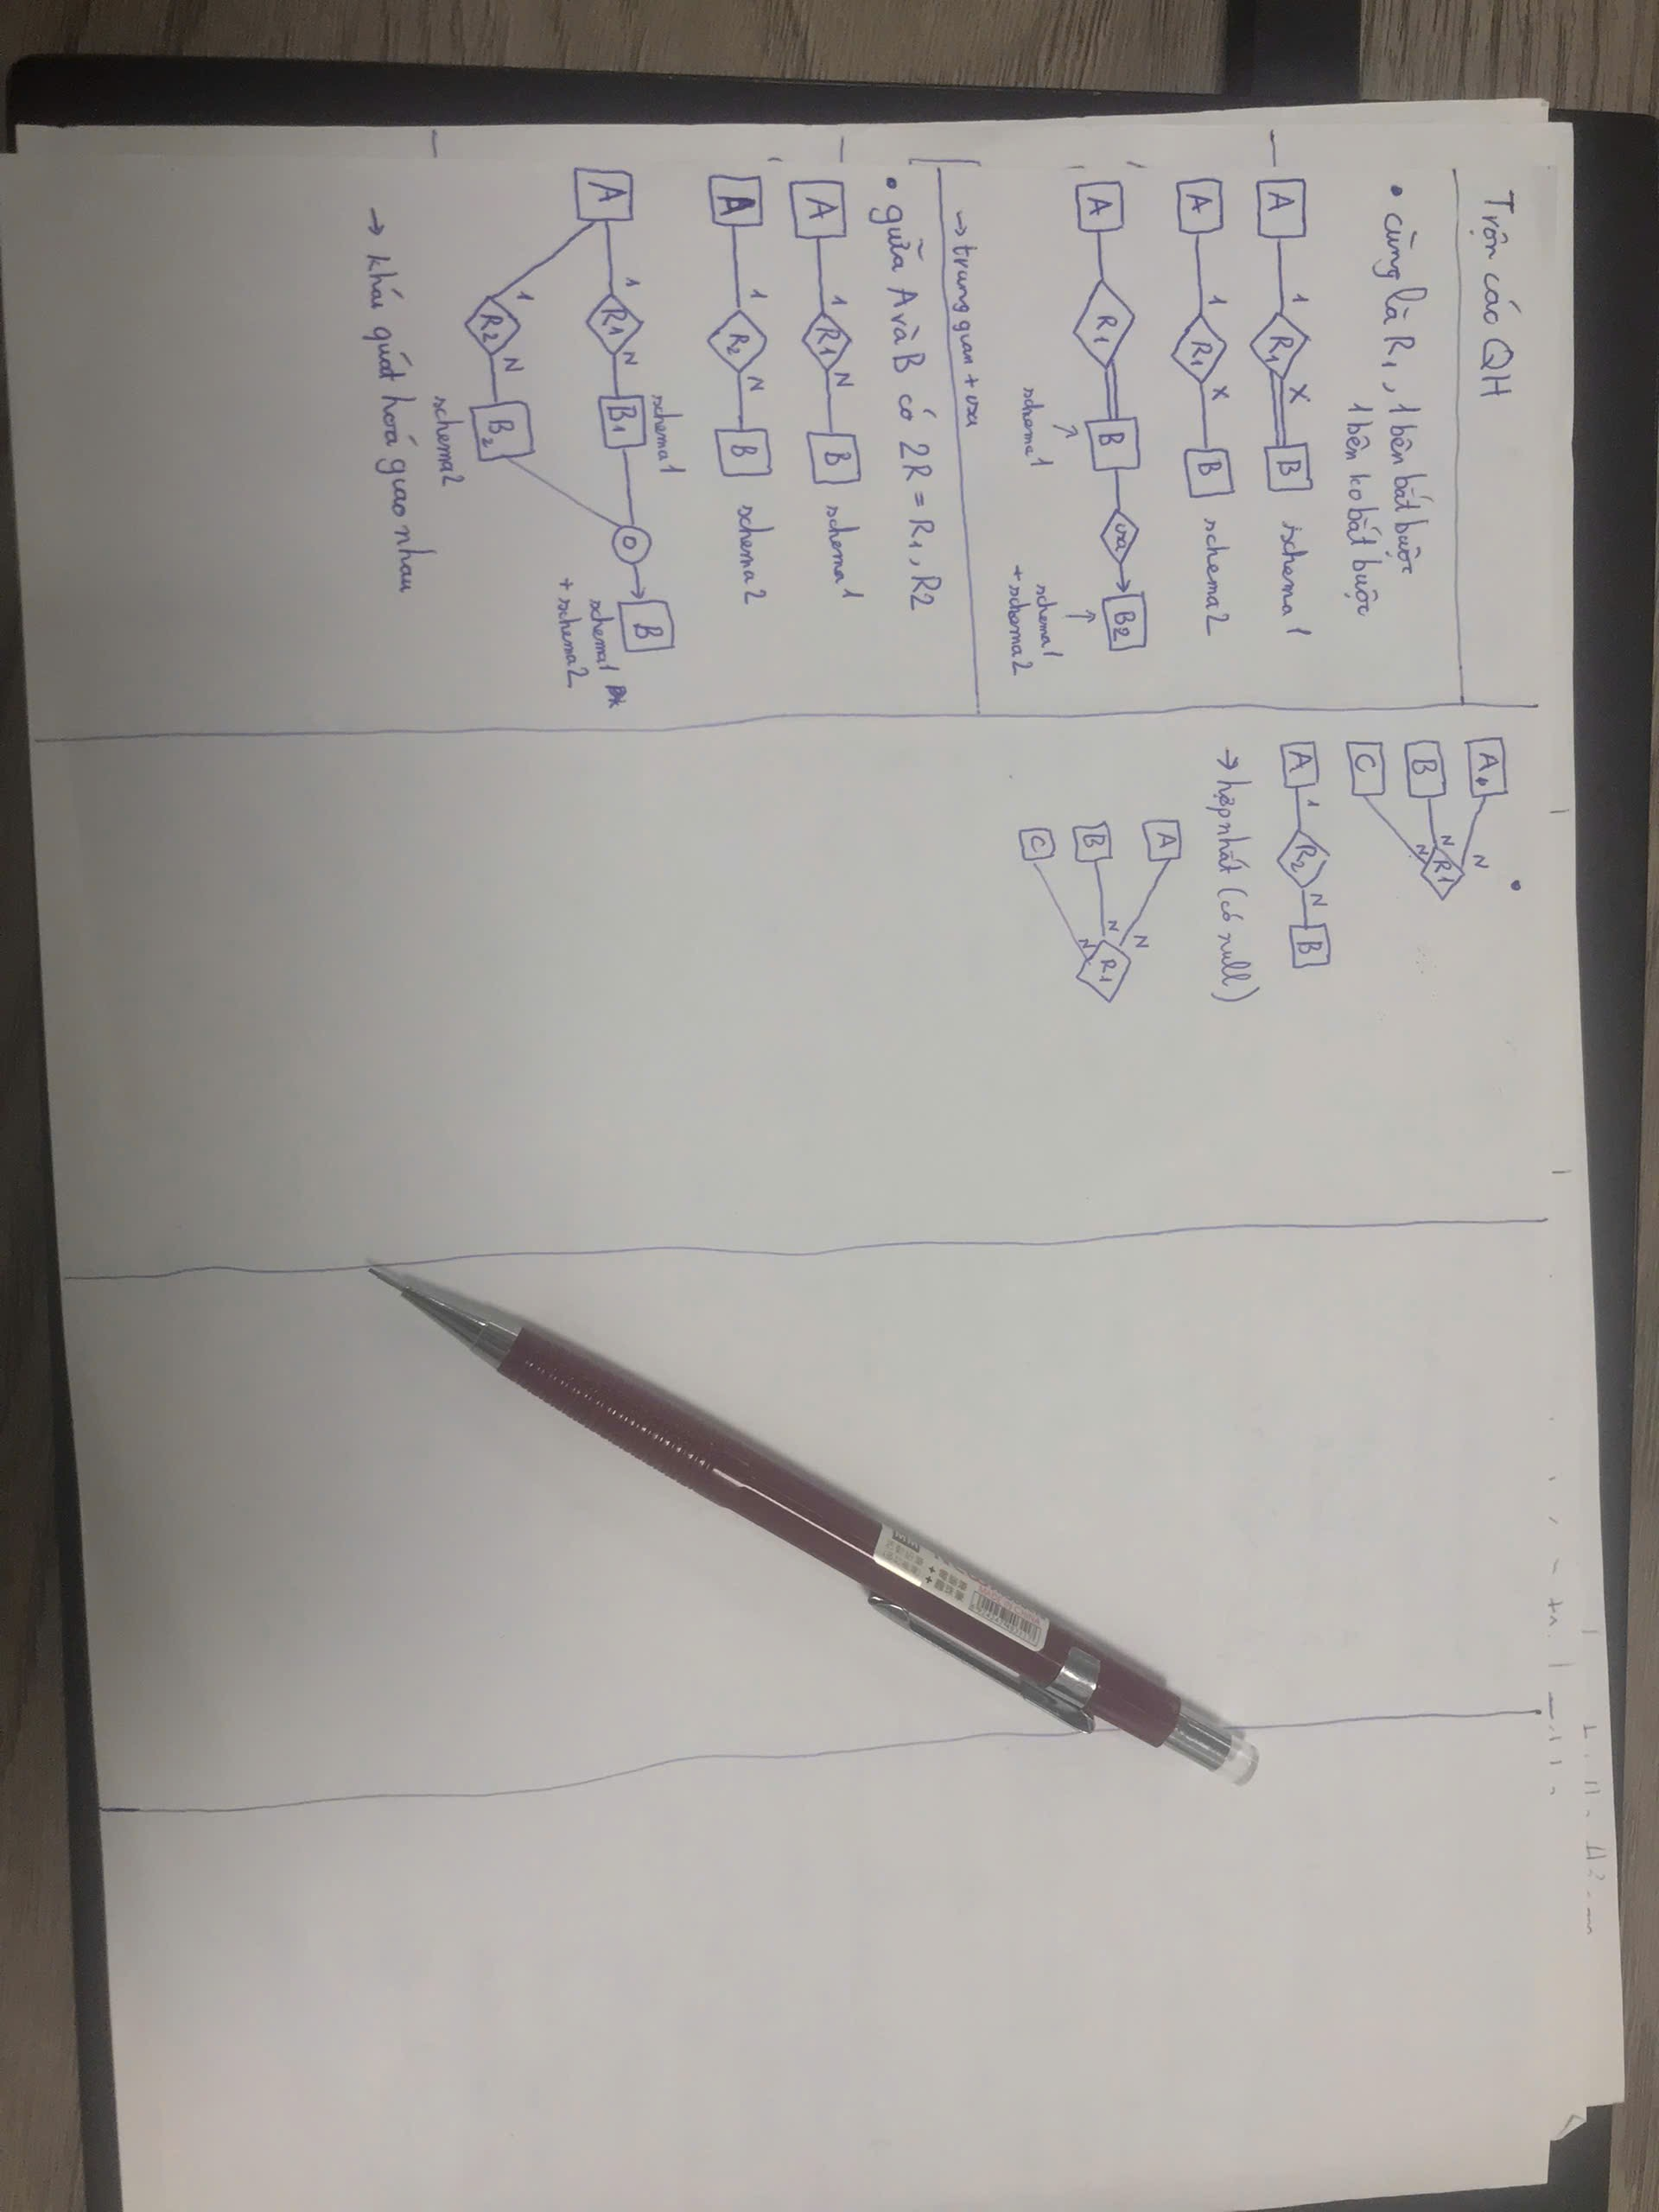 Trộn các QH
• cùng là R1, 1 bên bắt buộc
1 bên ko bắt buộc
A 1 R1 X B schema 1
A 1 R1 X B schema 2
A R1 B isa B2
schema 1 schema 1
+ schema 2
→ trung gian + isa
• giữa A và B có 2R = R1, R2
A 1 R1 N B schema 1
A 1 R2 N B schema 2
schema 1
A 1 R1 N B1 O B
1 R2 N B2
schema 1
+ schema 2
schema 2
→ khái quát hoá giao nhau
•
A N
B N R1
C N
A 1 R2 N B
→ hợp nhất (có null)
A N
B N R1
C N